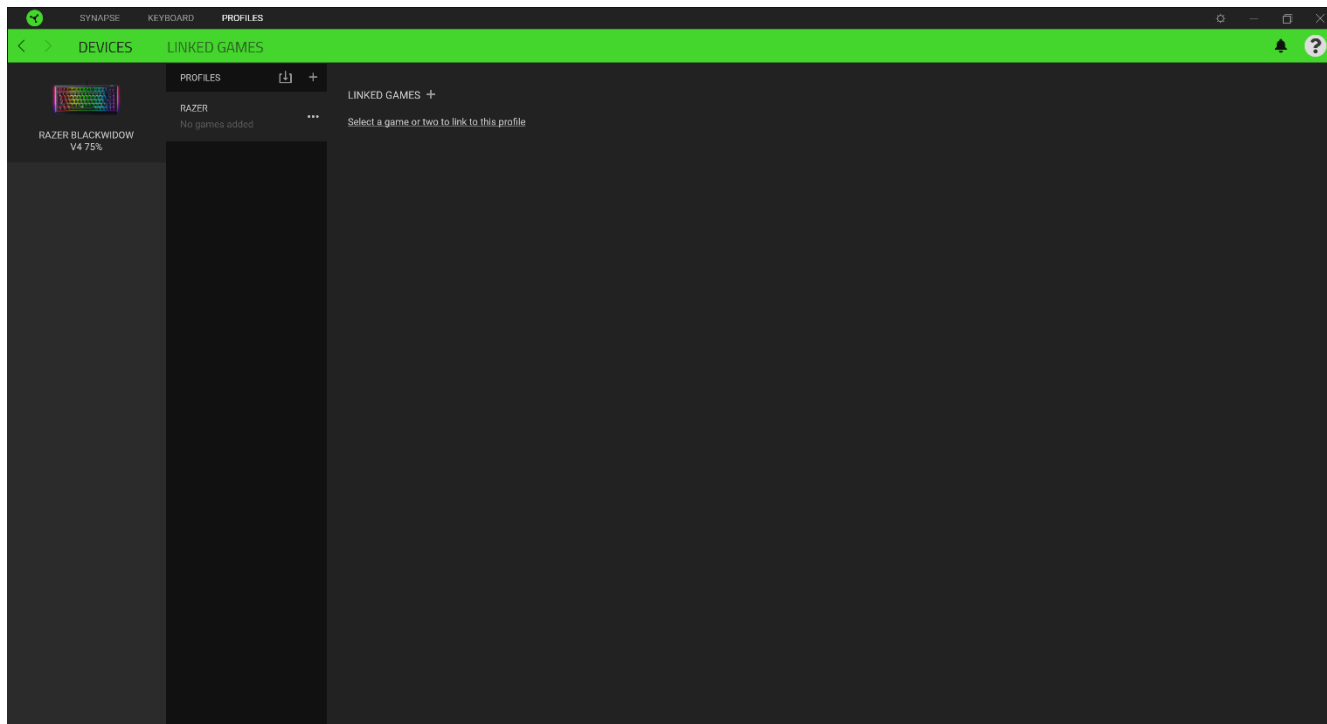 SYNAPSE KEYBOARD PROFILES
DEVICES LINKED GAMES
RAZER BLACKWIDOW
V4 75%
PROFILES
RAZER
No games added
LINKED GAMES
Select a game or two to link to this profile